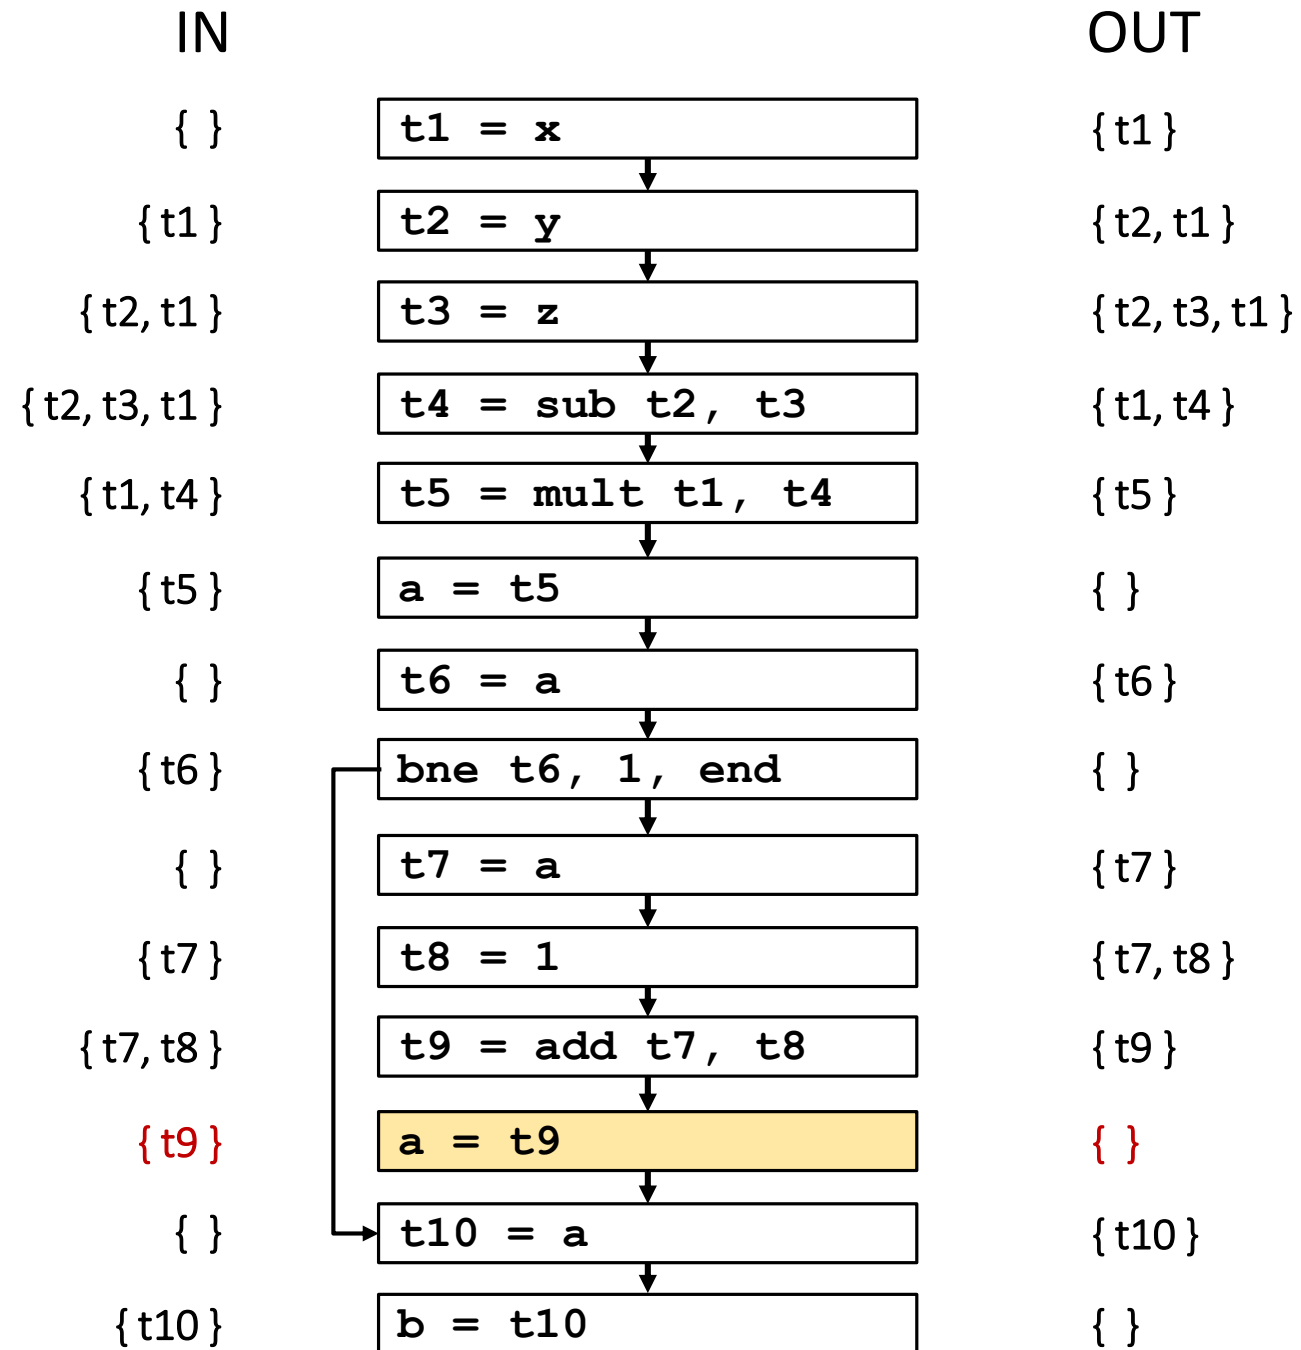 IN OUT
{ } t1 = x { t1 }
{ t1 } t2 = y { t2, t1 }
{ t2, t1 } t3 = z { t2, t3, t1 }
{ t2, t3, t1 } t4 = sub t2, t3 { t1, t4 }
{ t1, t4 } t5 = mult t1, t4 { t5 }
{ t5 } a = t5 { }
{ } t6 = a { t6 }
{ t6 } bne t6, 1, end { }
{ } t7 = a { t7 }
{ t7 } t8 = 1 { t7, t8 }
{ t7, t8 } t9 = add t7, t8 { t9 }
{ t9 } a = t9 { }
{ } t10 = a { t10 }
{ t10 } b = t10 { }